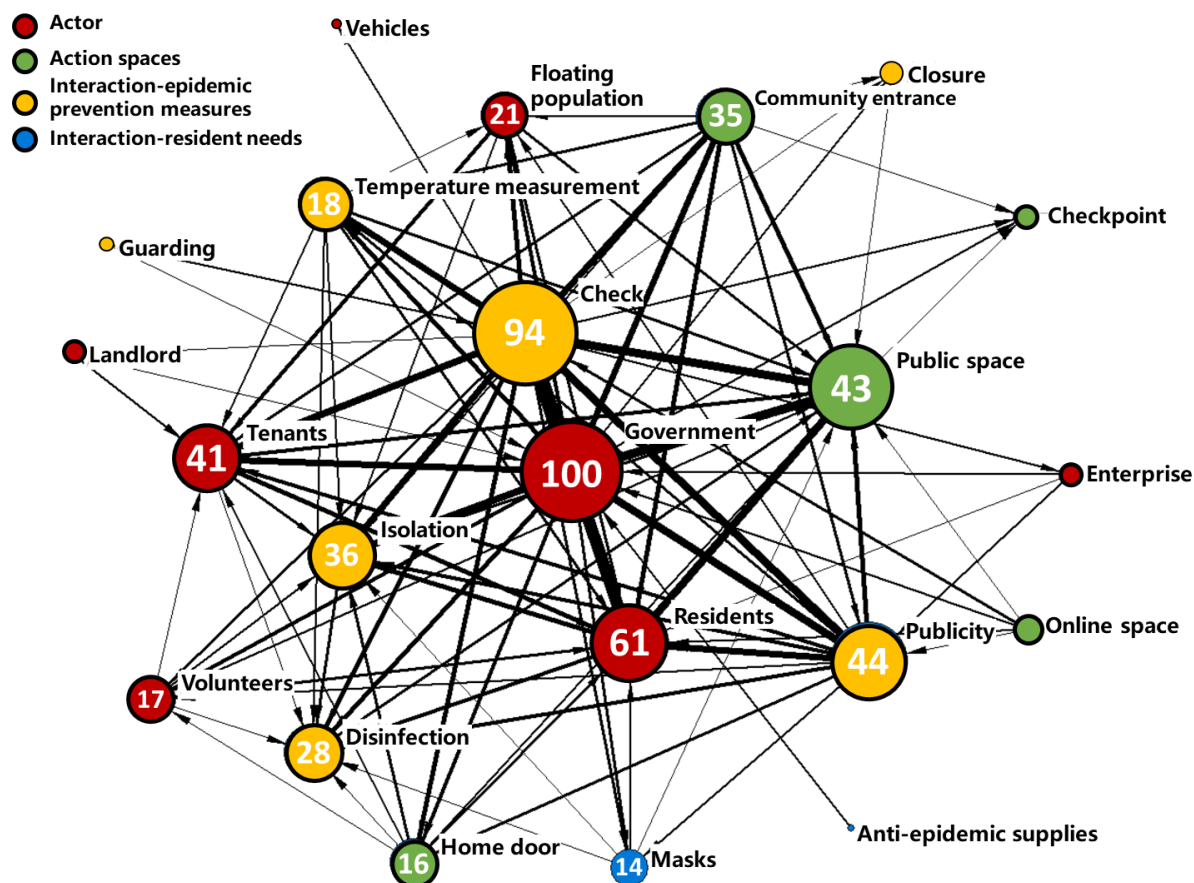 Actor
Action spaces
Interaction-epidemic
prevention measures
Interaction-resident needs
Vehicles
Floating
population
21
35
Community entrance
Closure
18
Temperature measurement
Checkpoint
Guarding
94
Check
Landlord
43
Public space
41
Tenants
100
Government
Enterprise
36
Isolation
61
Residents
44
Publicity
Online space
17
Volunteers
28
Disinfection
16
Home door
14
Masks
Anti-epidemic supplies